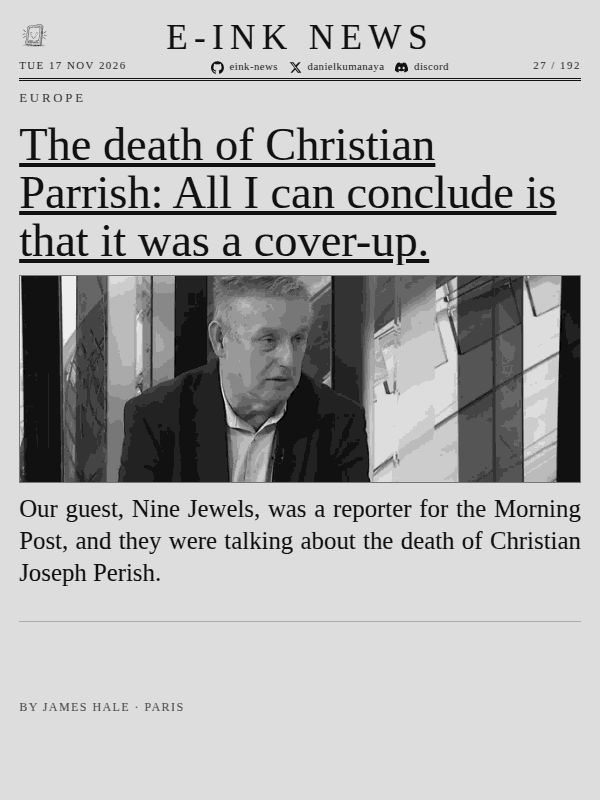 E-INK NEWS
TUE 17 NOV 2026
eink-news danielkumanaya discord
27 / 192
EUROPE
The death of Christian
Parrish: All I can conclude is
that it was a cover-up.
Our guest, Nine Jewels, was a reporter for the Morning
Post, and they were talking about the death of Christian
Joseph Perish.
BY JAMES HALE · PARIS